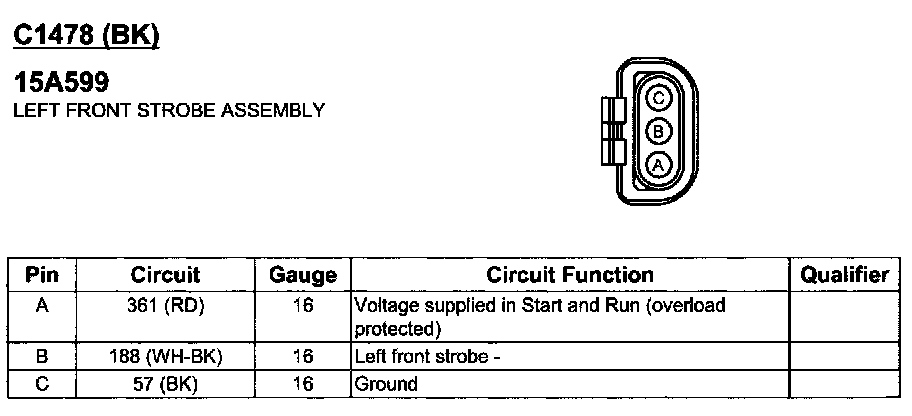 C1478 (BK)
15A599
LEFT FRONT STROBE ASSEMBLY
C
B
A
Pin Circuit Gauge Circuit Function Qualifier
A 361 (RD) 16 Voltage supplied in Start and Run (overload
protected)
B 188 (WH-BK) 16 Left front strobe -
C 57 (BK) 16 Ground